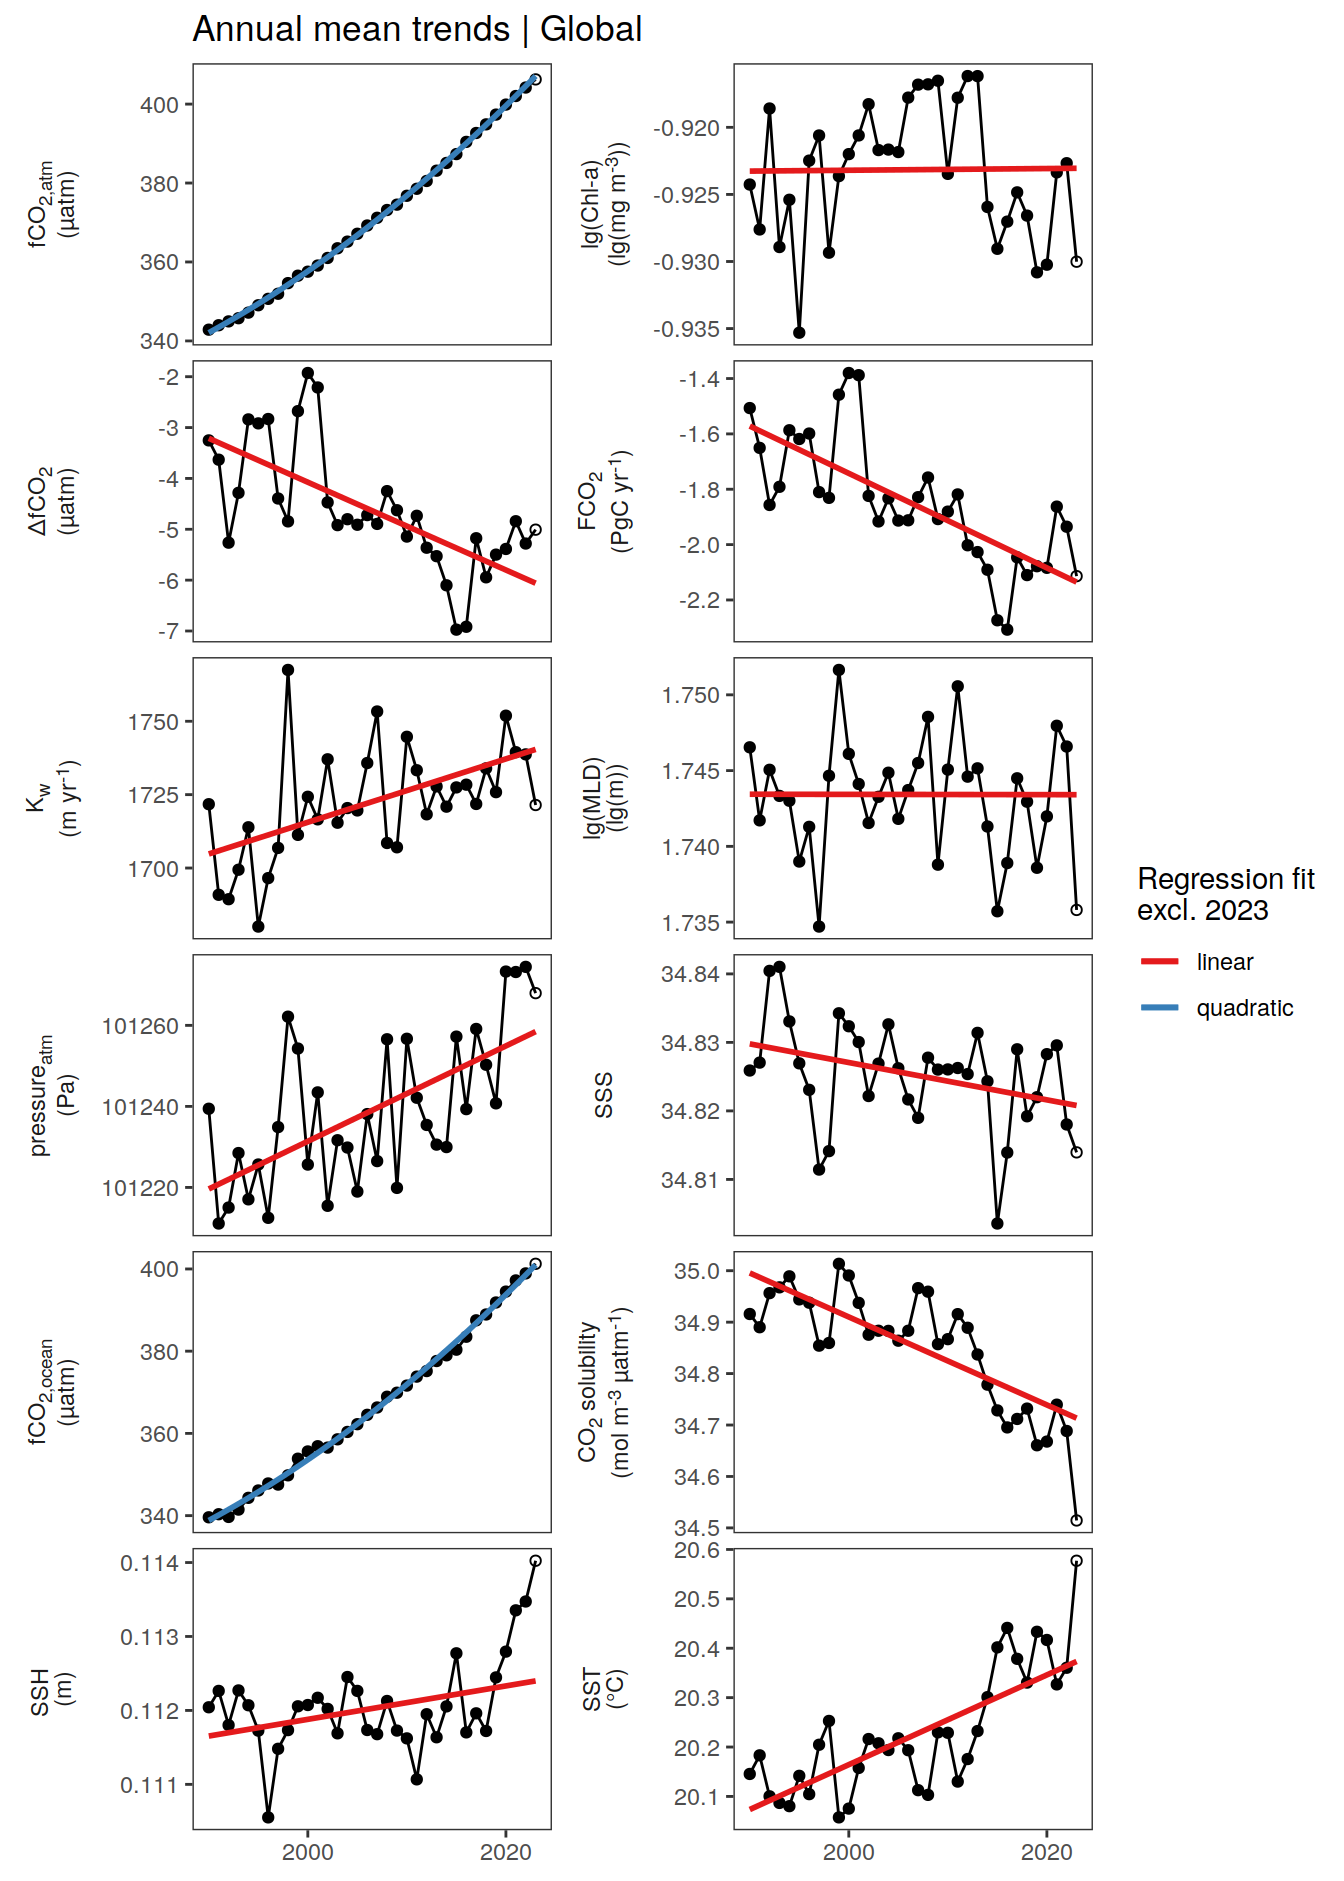 Annual mean trends | Global
fCO2,atm
(µatm)
400
380
360
340
lg(Chl-a)
(lg(mg m-3))
-0.920
-0.925
-0.930
-0.935
ΔfCO2
(µatm)
-2
-3
-4
-5
-6
-7
FCO2
(PgC yr-1)
-1.4
-1.6
-1.8
-2.0
-2.2
Kw
(m yr-1)
1750
1725
1700
lg(MLD)
(lg(m))
1.750
1.745
1.740
1.735
pressureatm
(Pa)
101260
101240
101220
SSS
34.84
34.83
34.82
34.81
fCO2,ocean
(µatm)
400
380
360
340
CO2 solubility
(mol m-3 µatm-1)
35.0
34.9
34.8
34.7
34.6
34.5
SSH
(m)
0.114
0.113
0.112
0.111
2000
2020
SST
(°C)
20.6
20.5
20.4
20.3
20.2
20.1
2000
2020
Regression fit
excl. 2023
linear
quadratic